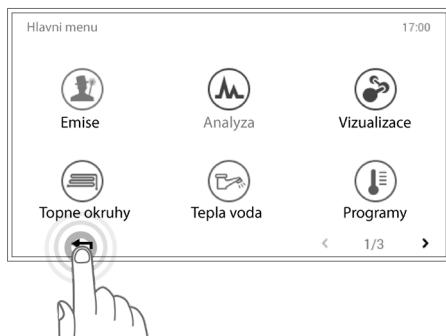 Hlavni menu 17:00
Emise Analyza Vizualizace
Topne okruhy Tepla voda Programy
< 1/3 >